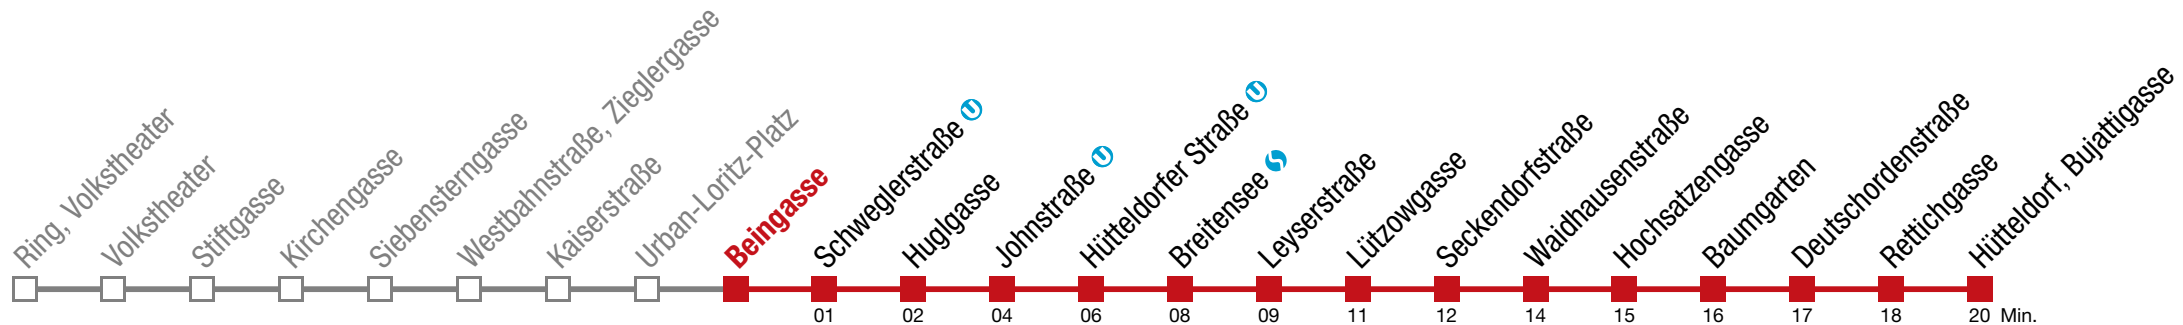 Ring, Volkstheater
Volkstheater
Stiftgasse
Kirchengasse
Siebensterngasse
Westbahnstraße, Zieglergasse
Kaiserstraße
Urban-Loritz-Platz
Beingasse
Schweglerstraße U
Huglgasse
Johnstraße U
Hütteldorfer Straße U
Breitensee S
Leyserstraße
Lützowgasse
Seckendorfstraße
Waidhausenstraße
Hochsatzengasse
Baumgarten
Deutschordenstraße
Rettichgasse
Hütteldorf, Bujattigasse
01 02 04 06 08 09 11 12 14 15 16 17 18 20 Min.